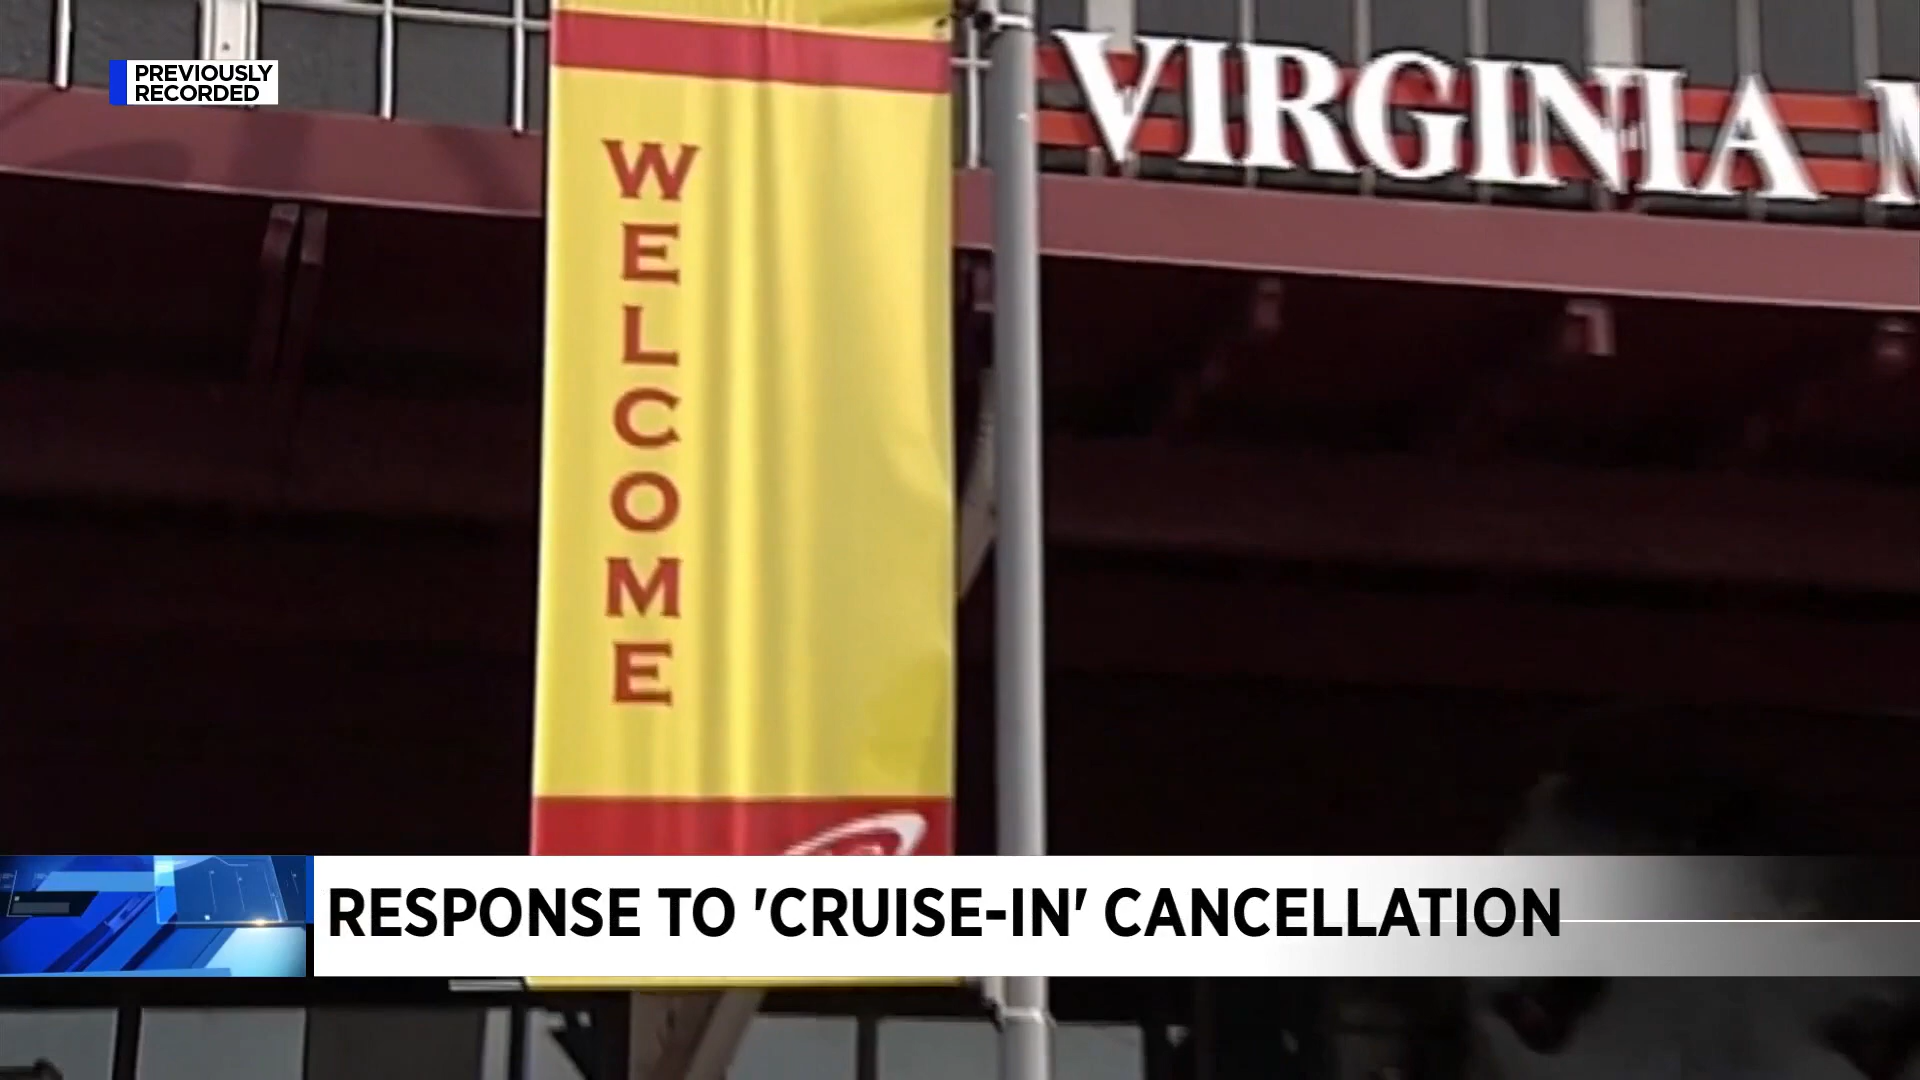 PREVIOUSLY
RECORDED
VIRGINIA
WELCOME
RESPONSE TO 'CRUISE-IN' CANCELLATION